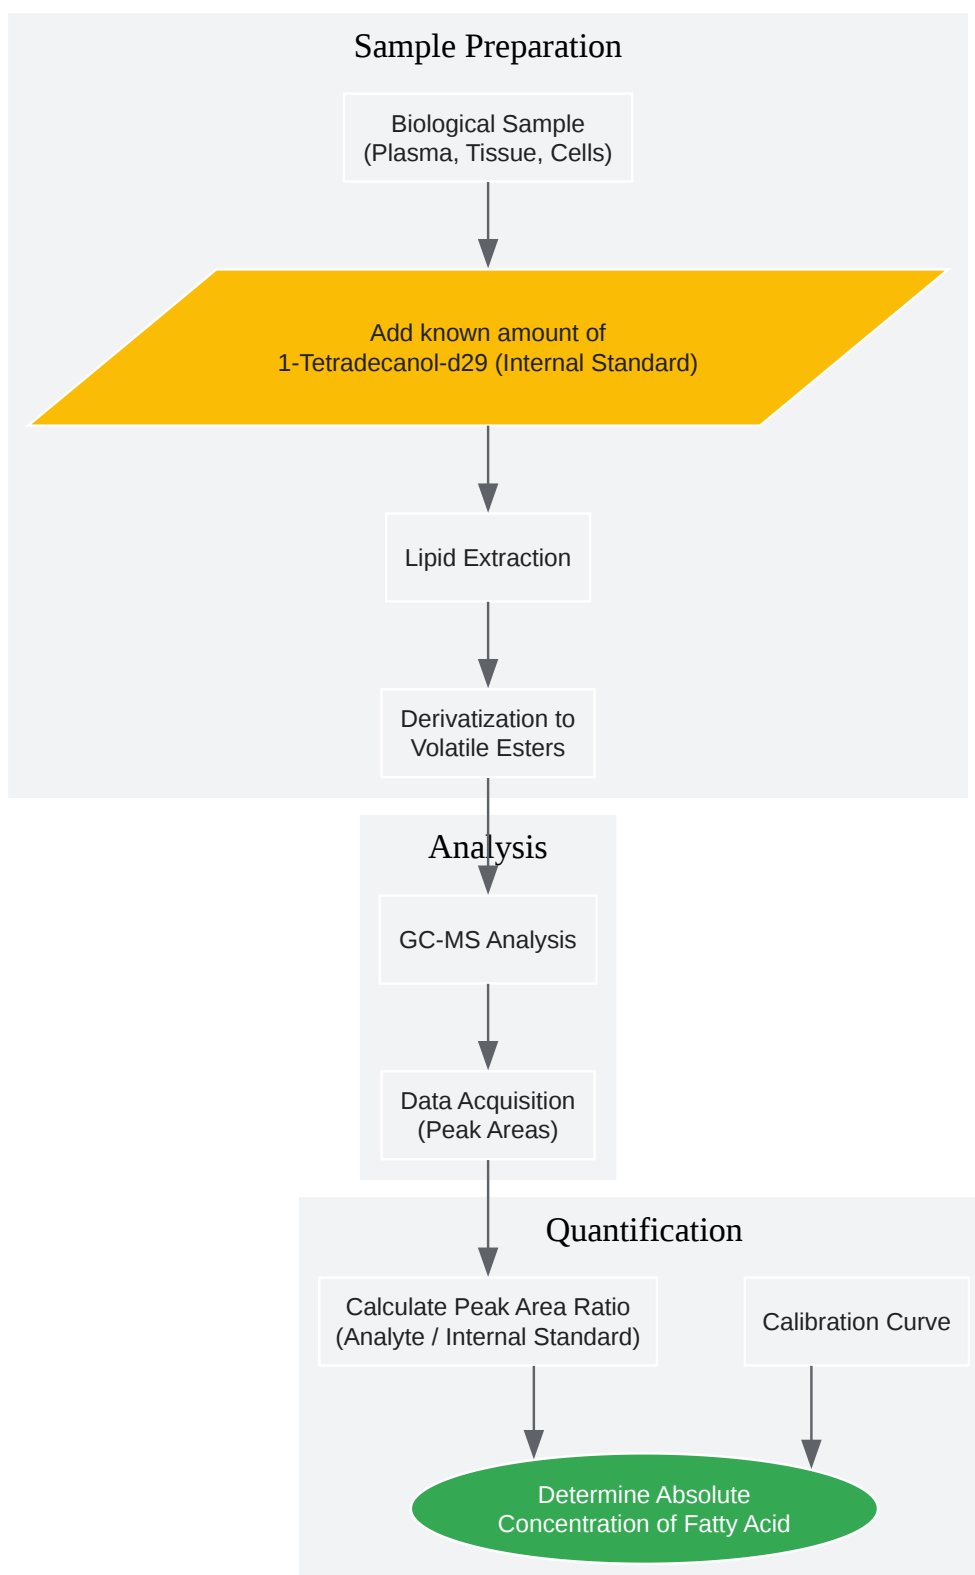 Sample Preparation
Biological Sample
(Plasma, Tissue, Cells)
Add known amount of
1-Tetradecanol-d29 (Internal Standard)
Lipid Extraction
Derivatization to
Volatile Esters
Analysis
GC-MS Analysis
Data Acquisition
(Peak Areas)
Quantification
Calculate Peak Area Ratio
(Analyte / Internal Standard)
Calibration Curve
Determine Absolute
Concentration of Fatty Acid